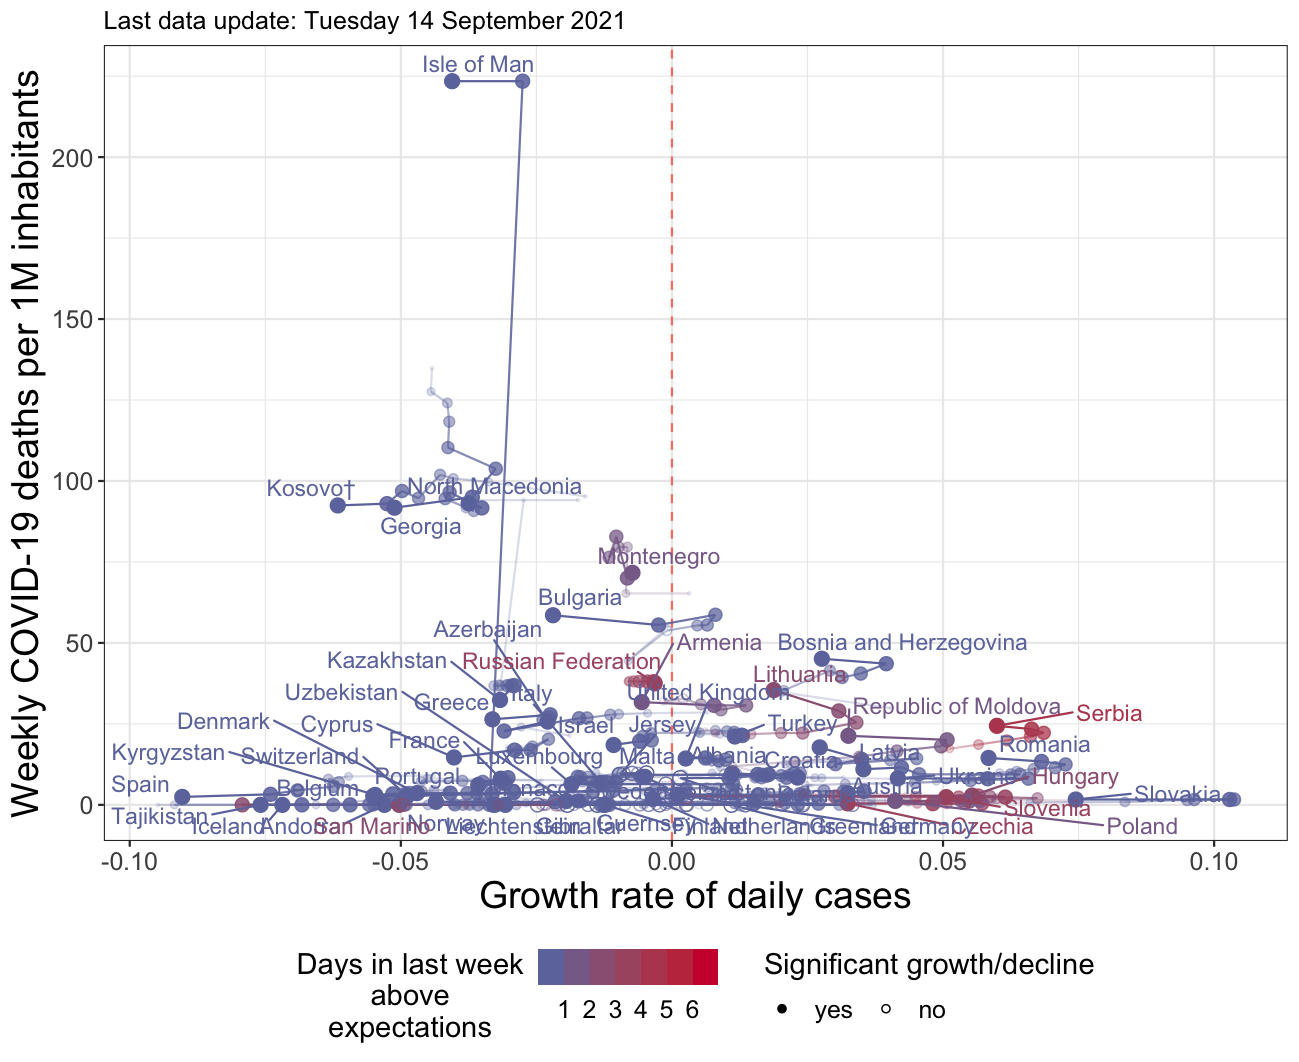 Last data update: Tuesday 14 September 2021
Weekly COVID-19 deaths per 1M inhabitants
200
150
100
50
0
Isle of Man
Kosovo†
North Macedonia
Georgia
Montenegro
Bulgaria
Azerbaijan
Armenia
Bosnia and Herzegovina
Kazakhstan
Russian Federation
Lithuania
Uzbekistan
Greece
Italy
United Kingdom
Republic of Moldova
Serbia
Denmark
Cyprus
Israel
Jersey
Turkey
Kyrgyzstan
Switzerland
France
Luxembourg
Malta
Albania
Croatia
Latvia
Romania
Spain
Belgium
Portugal
Monaco
Austria
Ukraine
Hungary
Slovakia
Slovenia
Tajikistan
Iceland
Andorra
San Marino
Norway
Liechtenstein
Gibraltar
Guernsey
Finland
Netherlands
Greenland
Germany
Czechia
Poland
-0.10
-0.05
0.00
0.05
0.10
Growth rate of daily cases
Days in last week
above
expectations
1 2 3 4 5 6
Significant growth/decline
yes
no